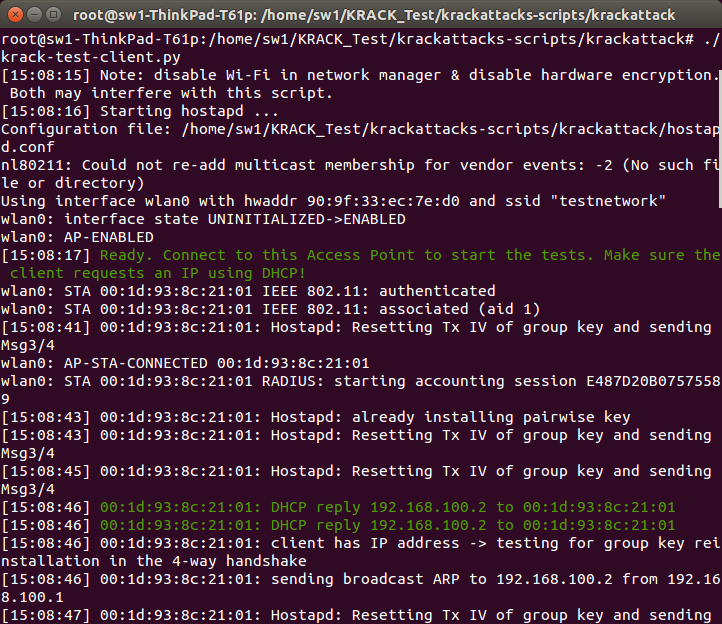 root@sw1-ThinkPad-T61p: /home/sw1/KRACK_Test/krackattacks-scripts/krackattack
root@sw1-ThinkPad-T61p:/home/sw1/KRACK_Test/krackattacks-scripts/krackattack# ./
krack-test-client.py
[15:08:15] Note: disable Wi-Fi in network manager & disable hardware encryption.
 Both may interfere with this script.
[15:08:16] Starting hostapd ...
Configuration file: /home/sw1/KRACK_Test/krackattacks-scripts/krackattack/hostap
d.conf
nl80211: Could not re-add multicast membership for vendor events: -2 (No such fi
le or directory)
Using interface wlan0 with hwaddr 90:9f:33:ec:7e:d0 and ssid "testnetwork"
wlan0: interface state UNINITIALIZED->ENABLED
wlan0: AP-ENABLED
[15:08:17] Ready. Connect to this Access Point to start the tests. Make sure the
 client requests an IP using DHCP!
wlan0: STA 00:1d:93:8c:21:01 IEEE 802.11: authenticated
wlan0: STA 00:1d:93:8c:21:01 IEEE 802.11: associated (aid 1)
[15:08:41] 00:1d:93:8c:21:01: Hostapd: Resetting Tx IV of group key and sending
Msg3/4
wlan0: AP-STA-CONNECTED 00:1d:93:8c:21:01
wlan0: STA 00:1d:93:8c:21:01 RADIUS: starting accounting session E487D20B0757558
9
[15:08:43] 00:1d:93:8c:21:01: Hostapd: already installing pairwise key
[15:08:43] 00:1d:93:8c:21:01: Hostapd: Resetting Tx IV of group key and sending
Msg3/4
[15:08:45] 00:1d:93:8c:21:01: Hostapd: Resetting Tx IV of group key and sending
Msg3/4
[15:08:46] 00:1d:93:8c:21:01: DHCP reply 192.168.100.2 to 00:1d:93:8c:21:01
[15:08:46] 00:1d:93:8c:21:01: DHCP reply 192.168.100.2 to 00:1d:93:8c:21:01
[15:08:46] 00:1d:93:8c:21:01: client has IP address -> testing for group key rei
nstallation in the 4-way handshake
[15:08:46] 00:1d:93:8c:21:01: sending broadcast ARP to 192.168.100.2 from 192.16
8.100.1
[15:08:47] 00:1d:93:8c:21:01: Hostapd: Resetting Tx IV of group key and sending